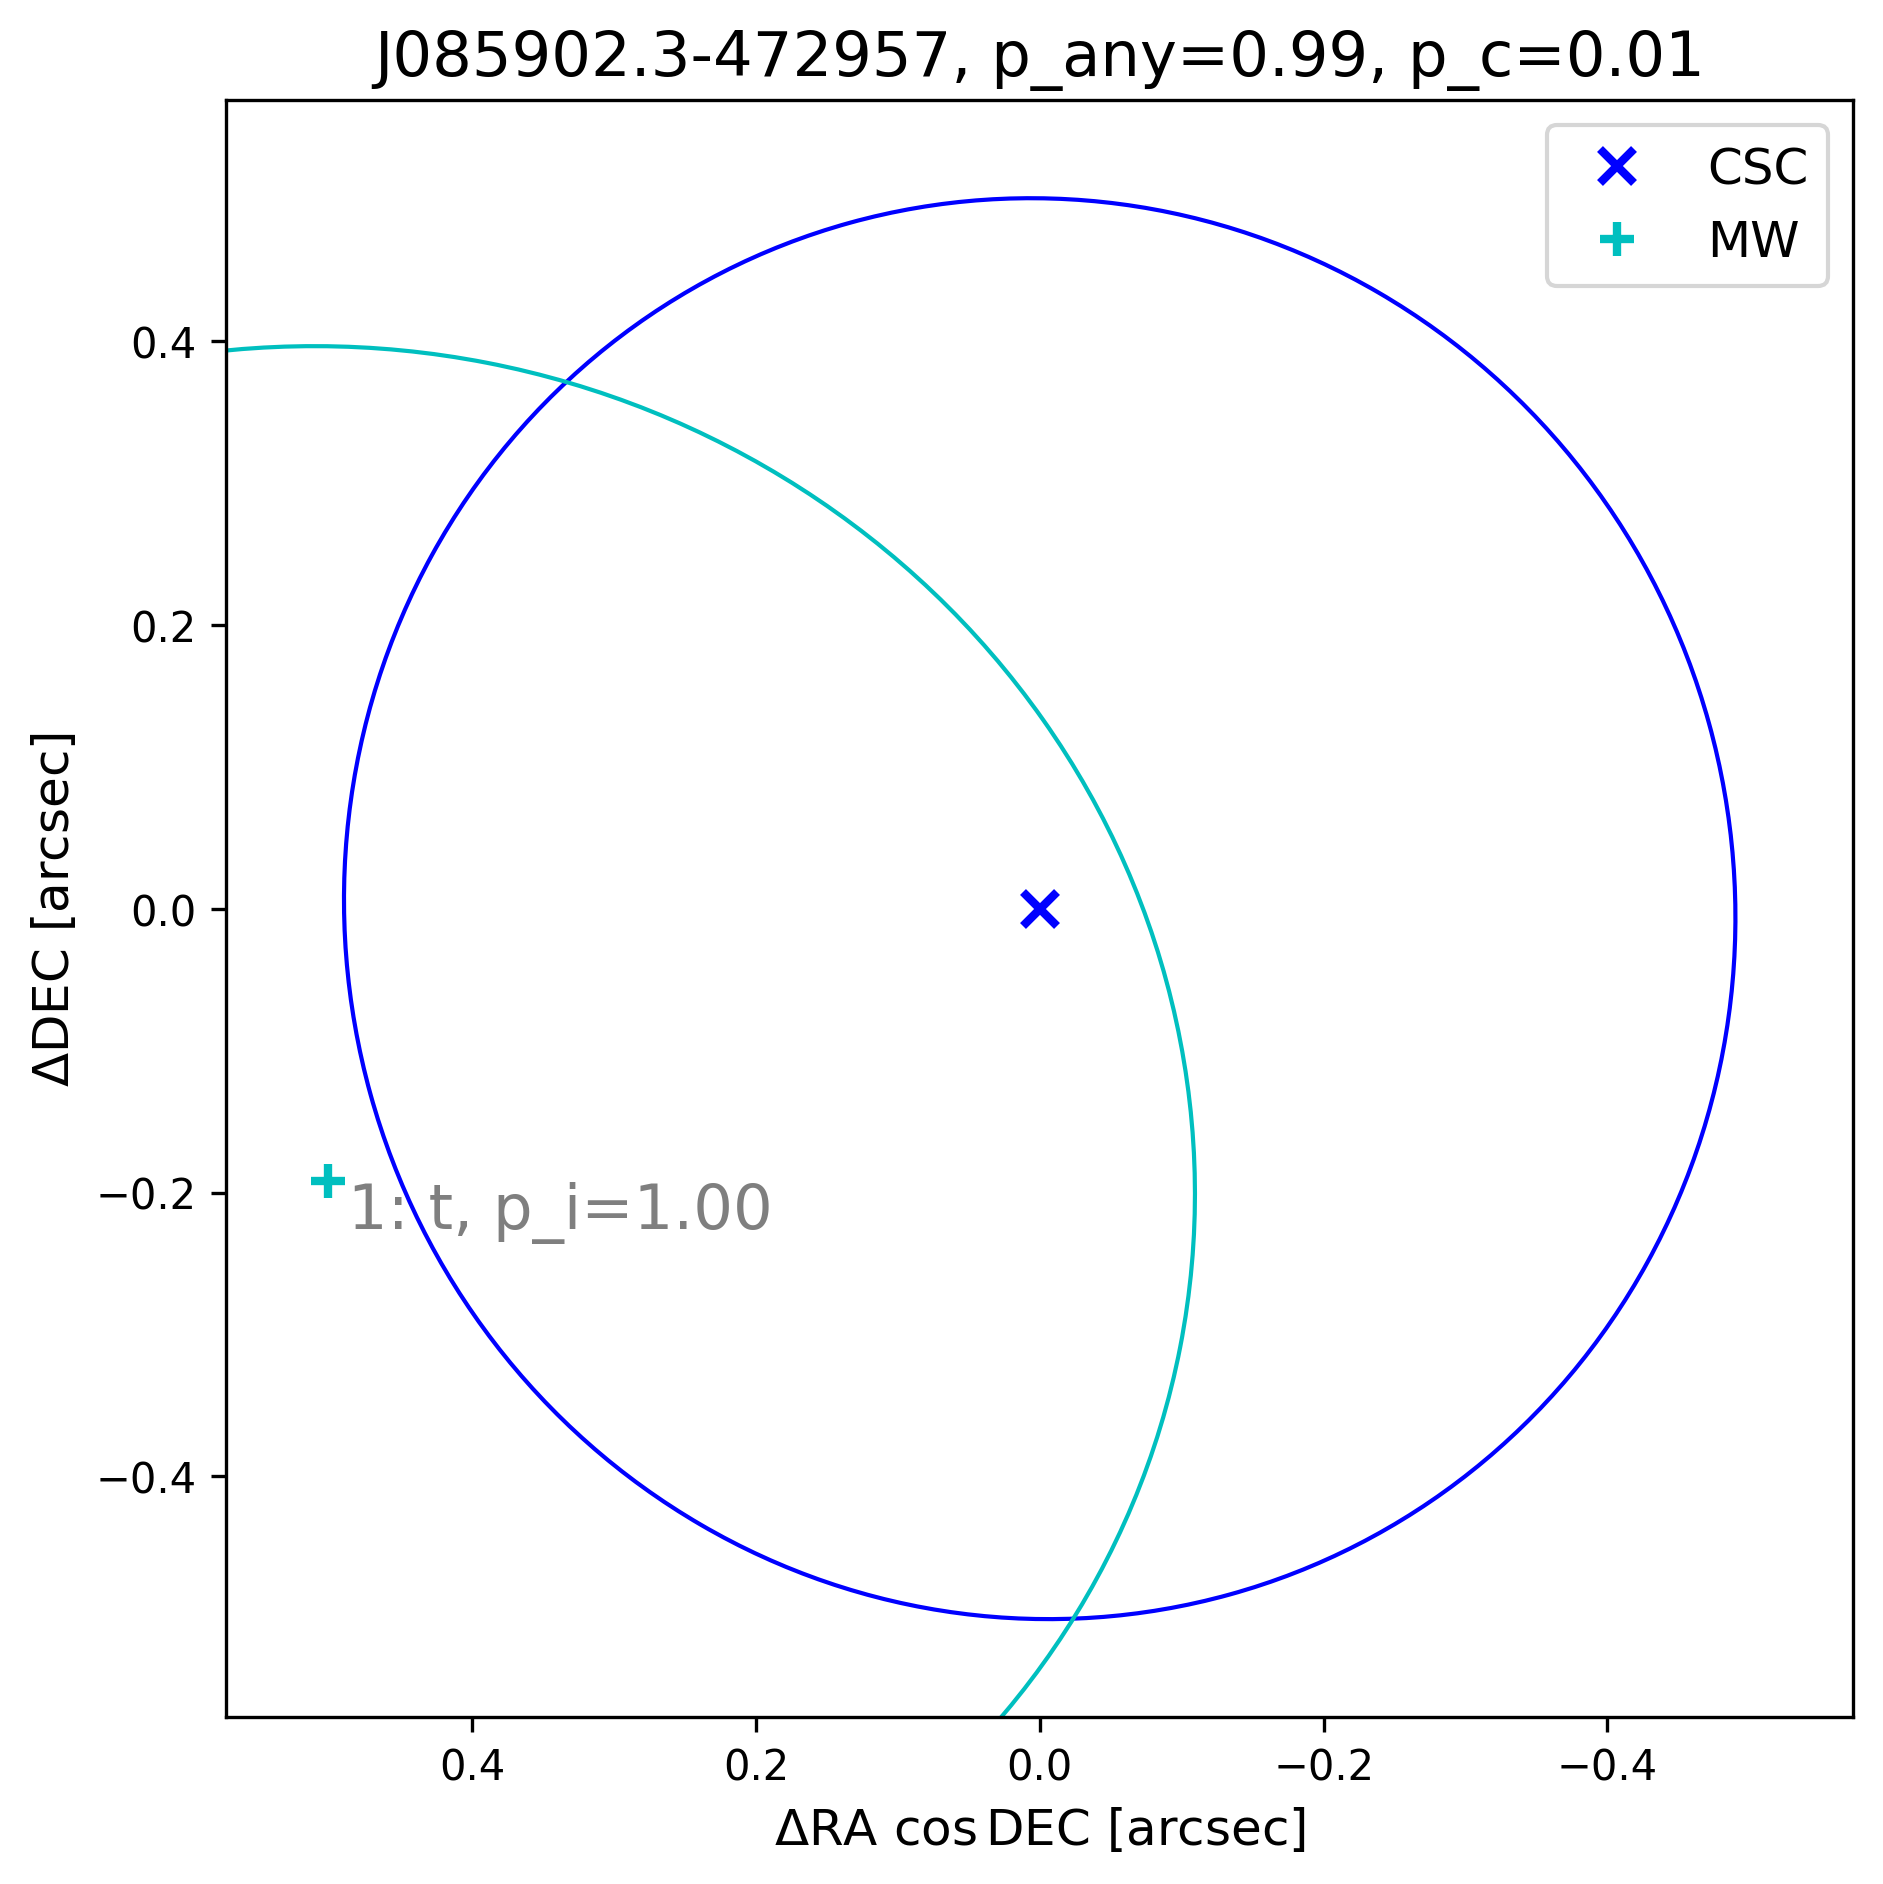 J085902.3-472957, p_any=0.99, p_c=0.01
CSC
MW
0.4
0.2
0.0
−0.2
−0.4
ΔDEC [arcsec]
1: t, p_i=1.00
0.4 0.2 0.0 −0.2 −0.4
ΔRA cos DEC [arcsec]